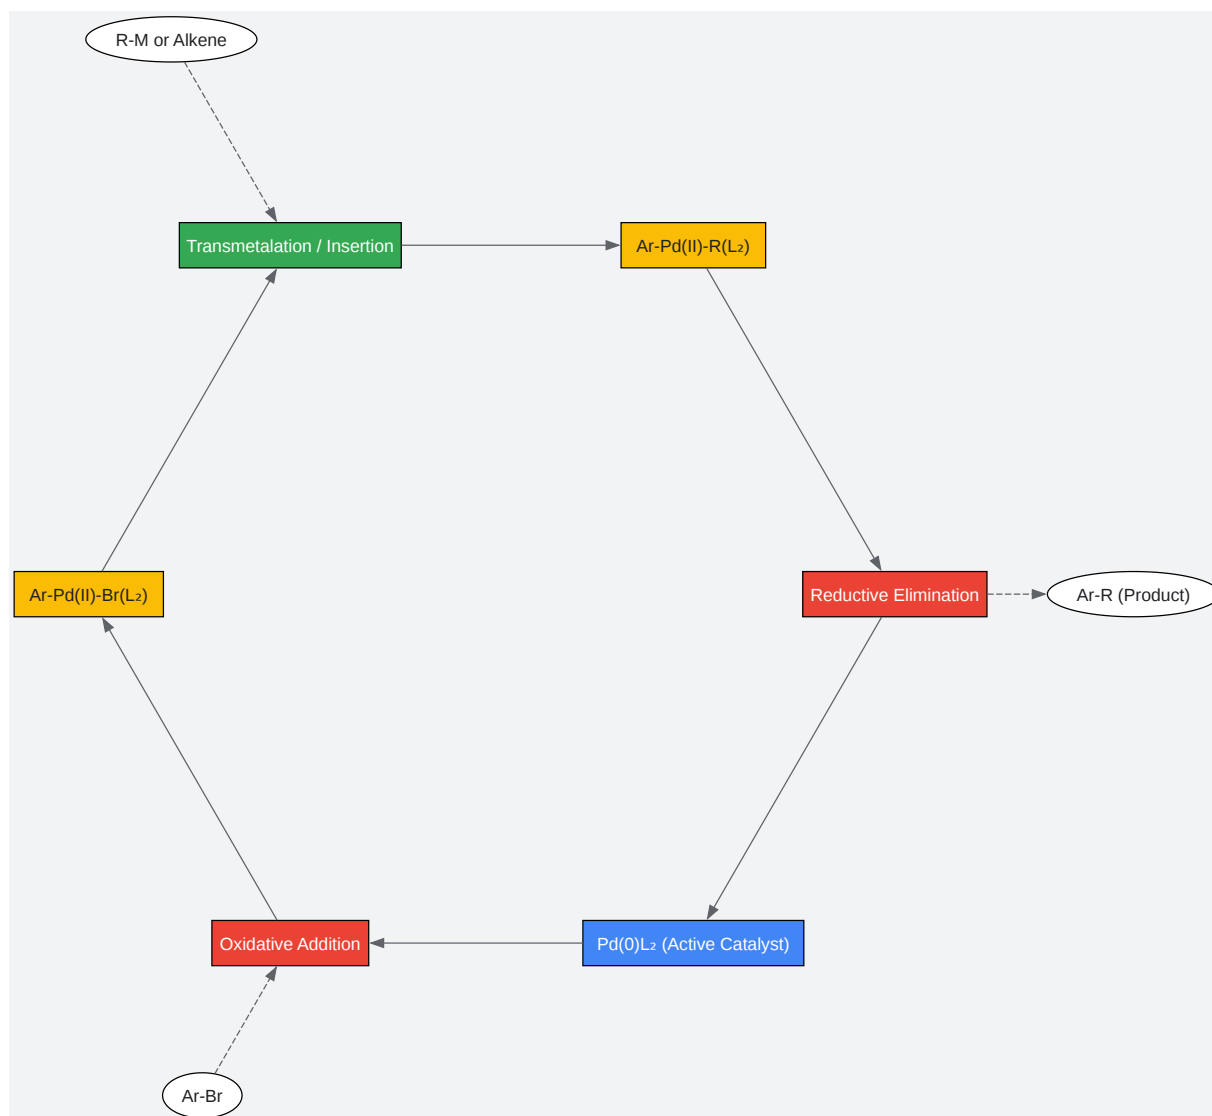 R-M or Alkene
Transmetalation / Insertion
Ar-Pd(II)-R(L₂)
Ar-Pd(II)-Br(L₂)
Reductive Elimination
Ar-R (Product)
Oxidative Addition
Pd(0)L₂ (Active Catalyst)
Ar-Br